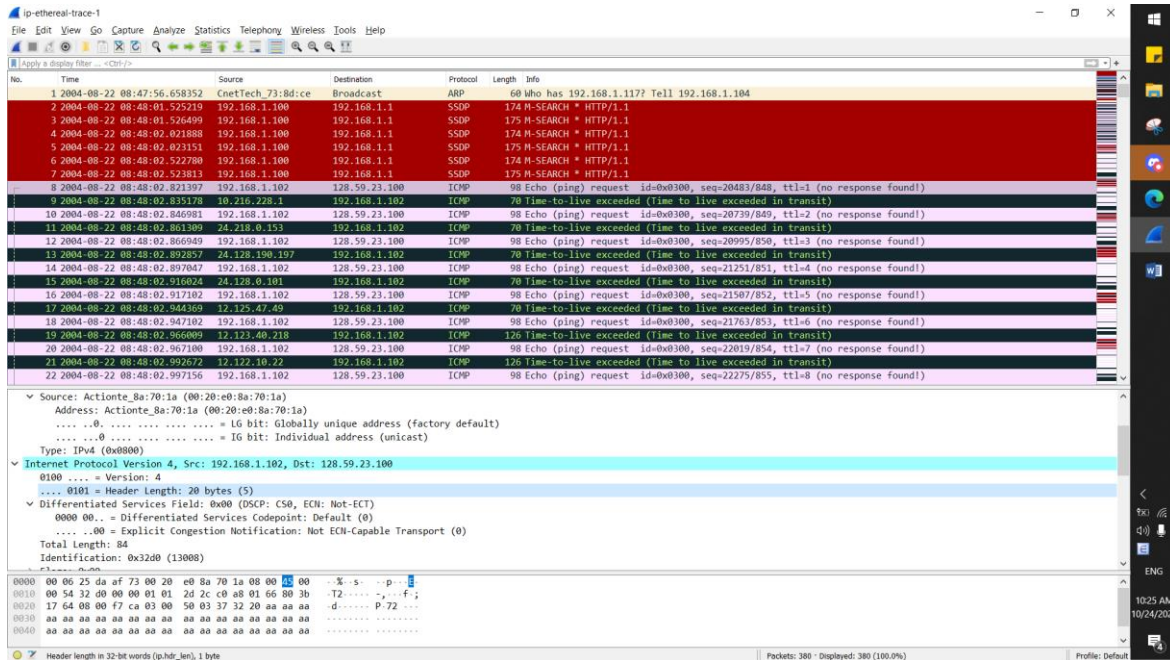 ip-ethereal-trace-1
File Edit View Go Capture Analyze Statistics Telephony Wireless Tools Help
Apply a display filter ... <Ctrl-/>
No. Time Source Destination Protocol Length Info
1 2004-08-22 08:47:56.658352 CnetTech_73:8d:ce Broadcast ARP 60 Who has 192.168.1.117? Tell 192.168.1.104
2 2004-08-22 08:48:01.525219 192.168.1.100 192.168.1.1 SSDP 174 M-SEARCH * HTTP/1.1
3 2004-08-22 08:48:01.526499 192.168.1.100 192.168.1.1 SSDP 175 M-SEARCH * HTTP/1.1
4 2004-08-22 08:48:02.021888 192.168.1.100 192.168.1.1 SSDP 174 M-SEARCH * HTTP/1.1
5 2004-08-22 08:48:02.023151 192.168.1.100 192.168.1.1 SSDP 175 M-SEARCH * HTTP/1.1
6 2004-08-22 08:48:02.522780 192.168.1.100 192.168.1.1 SSDP 174 M-SEARCH * HTTP/1.1
7 2004-08-22 08:48:02.523813 192.168.1.100 192.168.1.1 SSDP 175 M-SEARCH * HTTP/1.1
8 2004-08-22 08:48:02.821397 192.168.1.102 128.59.23.100 ICMP 98 Echo (ping) request id=0x0300, seq=20483/848, ttl=1 (no response found!)
9 2004-08-22 08:48:02.835178 10.216.228.1 192.168.1.102 ICMP 70 Time-to-live exceeded (Time to live exceeded in transit)
10 2004-08-22 08:48:02.846981 192.168.1.102 128.59.23.100 ICMP 98 Echo (ping) request id=0x0300, seq=20739/849, ttl=2 (no response found!)
11 2004-08-22 08:48:02.861309 24.218.0.153 192.168.1.102 ICMP 70 Time-to-live exceeded (Time to live exceeded in transit)
12 2004-08-22 08:48:02.866949 192.168.1.102 128.59.23.100 ICMP 98 Echo (ping) request id=0x0300, seq=20995/850, ttl=3 (no response found!)
13 2004-08-22 08:48:02.892857 24.128.190.197 192.168.1.102 ICMP 70 Time-to-live exceeded (Time to live exceeded in transit)
14 2004-08-22 08:48:02.897047 192.168.1.102 128.59.23.100 ICMP 98 Echo (ping) request id=0x0300, seq=21251/851, ttl=4 (no response found!)
15 2004-08-22 08:48:02.916024 24.128.0.101 192.168.1.102 ICMP 70 Time-to-live exceeded (Time to live exceeded in transit)
16 2004-08-22 08:48:02.917102 192.168.1.102 128.59.23.100 ICMP 98 Echo (ping) request id=0x0300, seq=21507/852, ttl=5 (no response found!)
17 2004-08-22 08:48:02.944369 12.125.47.49 192.168.1.102 ICMP 70 Time-to-live exceeded (Time to live exceeded in transit)
18 2004-08-22 08:48:02.947102 192.168.1.102 128.59.23.100 ICMP 98 Echo (ping) request id=0x0300, seq=21763/853, ttl=6 (no response found!)
19 2004-08-22 08:48:02.966009 12.123.40.218 192.168.1.102 ICMP 126 Time-to-live exceeded (Time to live exceeded in transit)
20 2004-08-22 08:48:02.967100 192.168.1.102 128.59.23.100 ICMP 98 Echo (ping) request id=0x0300, seq=22019/854, ttl=7 (no response found!)
21 2004-08-22 08:48:02.992672 12.122.10.22 192.168.1.102 ICMP 126 Time-to-live exceeded (Time to live exceeded in transit)
22 2004-08-22 08:48:02.997156 192.168.1.102 128.59.23.100 ICMP 98 Echo (ping) request id=0x0300, seq=22275/855, ttl=8 (no response found!)
Source: Actionte_8a:70:1a (00:20:e0:8a:70:1a)
Address: Actionte_8a:70:1a (00:20:e0:8a:70:1a)
.... ..0. .... .... .... .... = LG bit: Globally unique address (factory default)
.... ...0 .... .... .... .... = IG bit: Individual address (unicast)
Type: IPv4 (0x0800)
Internet Protocol Version 4, Src: 192.168.1.102, Dst: 128.59.23.100
0100 .... = Version: 4
.... 0101 = Header Length: 20 bytes (5)
Differentiated Services Field: 0x00 (DSCP: CS0, ECN: Not-ECT)
0000 00.. = Differentiated Services Codepoint: Default (0)
.... ..00 = Explicit Congestion Notification: Not ECN-Capable Transport (0)
Total Length: 84
Identification: 0x32d0 (13008)
0000 00 06 25 da af 73 00 20 e0 8a 70 1a 08 00 45 00 ··%··s· ··p···E·
0010 00 54 32 d0 00 00 01 01 2d 2c c0 a8 01 66 80 3b ·T2····· -,···f·;
0020 17 64 08 00 f7 ca 03 00 50 03 37 32 20 aa aa aa ·d······ P·72 ···
0030 aa aa aa aa aa aa aa aa aa aa aa aa aa aa aa aa ········ ········
0040 aa aa aa aa aa aa aa aa aa aa aa aa aa aa aa aa ········ ········
Header length in 32-bit words (ip.hdr_len), 1 byte
Packets: 380 · Displayed: 380 (100.0%)
Profile: Default
ENG
10:25 AM